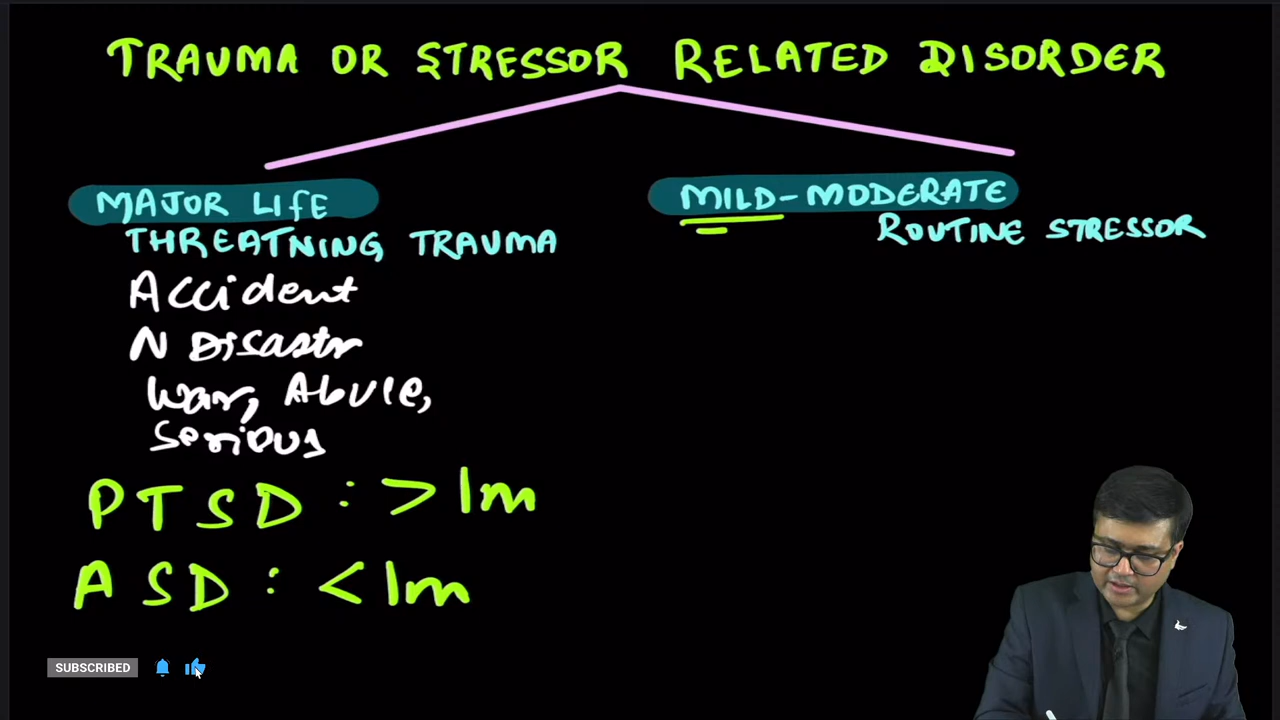 TRAUMA OR STRESSOR RELATED DISORDER
MAJOR LIFE
THREATNING TRAUMA
Accident
N Disastr
War, Abuse,
Serious
PTSD : > 1m
ASD : < 1m
MILD-MODERATE
ROUTINE STRESSOR
SUBSCRIBED